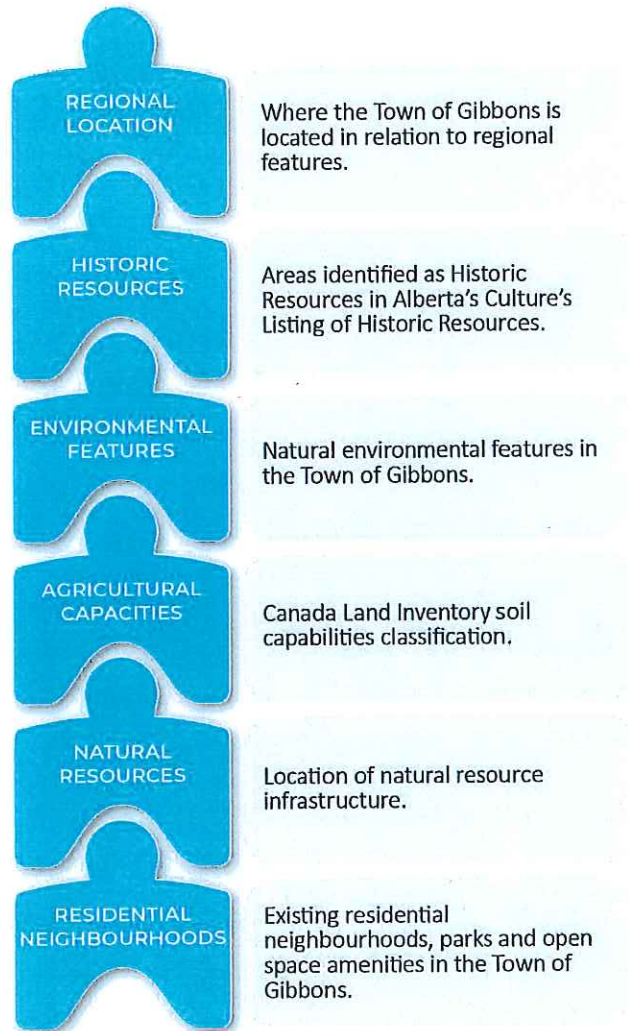 REGIONAL
LOCATION
Where the Town of Gibbons is
located in relation to regional
features.
HISTORIC
RESOURCES
Areas identified as Historic
Resources in Alberta's Culture's
Listing of Historic Resources.
ENVIRONMENTAL
FEATURES
Natural environmental features in
the Town of Gibbons.
AGRICULTURAL
CAPACITIES
Canada Land Inventory soil
capabilities classification.
NATURAL
RESOURCES
Location of natural resource
infrastructure.
RESIDENTIAL
NEIGHBOURHOODS
Existing residential
neighbourhoods, parks and open
space amenities in the Town of
Gibbons.